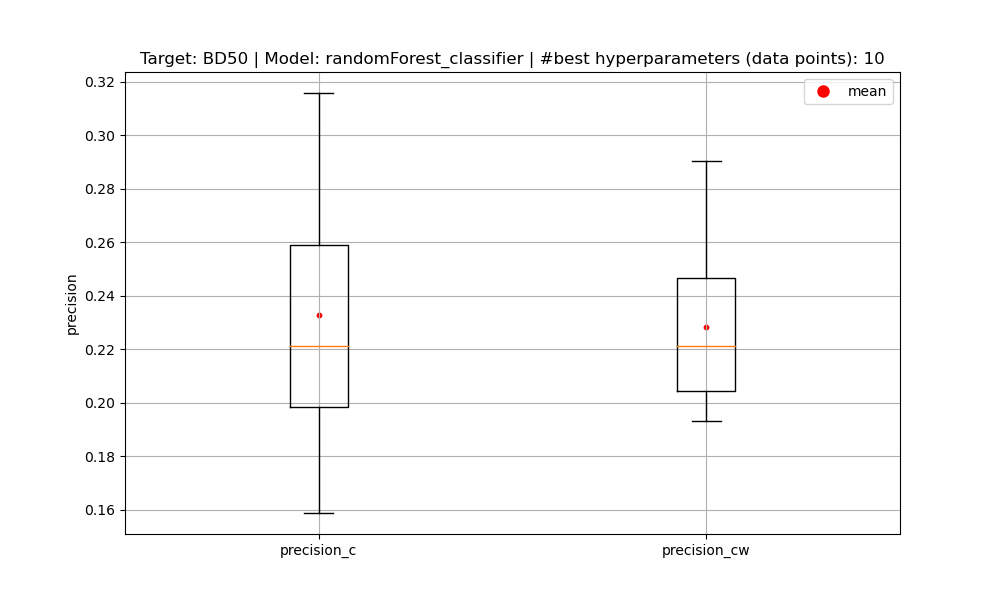 Target: BD50 | Model: randomForest_classifier | #best hyperparameters (data points): 10
mean
0.32
0.30
0.28
0.26
0.24
0.22
0.20
0.18
0.16
precision
precision_c
precision_cw